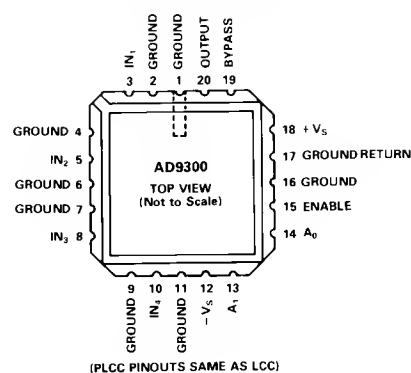 IN₁
GROUND
GROUND
OUTPUT
BYPASS
3 2 1 20 19
GROUND 4
IN₂ 5
GROUND 6
GROUND 7
IN₃ 8
AD9300
TOP VIEW
(Not to Scale)
18 +Vₛ
17 GROUND RETURN
16 GROUND
15 ENABLE
14 A₀
9 10 11 12 13
GROUND
IN₄
GROUND
−Vₛ
A₁
(PLCC PINOUTS SAME AS LCC)